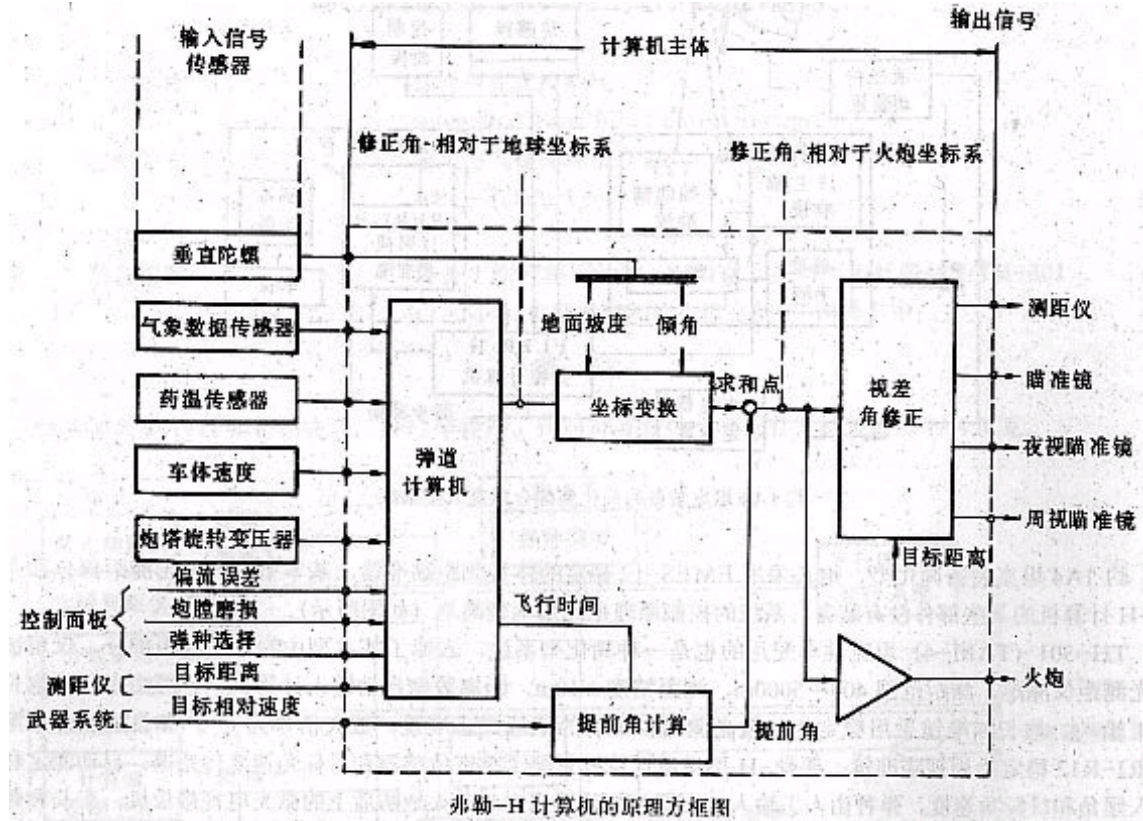 输出信号
输入信号
传感器
计算机主体
修正角-相对于地球坐标系
修正角-相对于火炮坐标系
垂直陀螺
气象数据传感器
药温传感器
车体速度
炮塔旋转变压器
地面坡度
倾角
弹道
计算机
坐标变换
求和点
视差
角修正
测距仪
瞄准镜
夜视瞄准镜
周视瞄准镜
目标距离
控制面板
偏流误差
炮膛磨损
弹种选择
测距仪
目标距离
武器系统
目标相对速度
飞行时间
提前角计算
提前角
火炮
弗勒-H 计算机的原理方框图